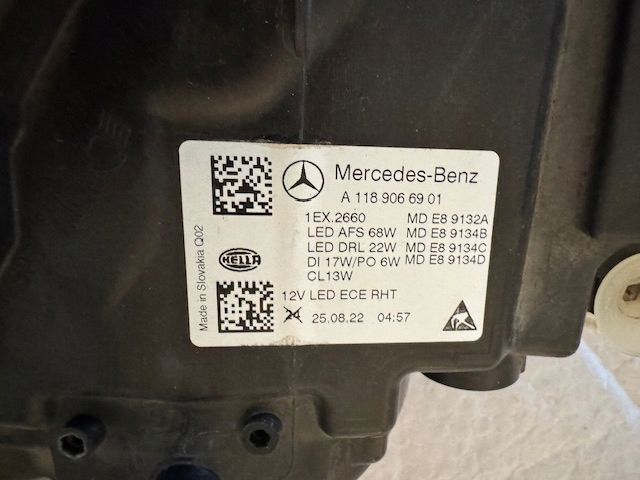 Mercedes-Benz
A 118 906 69 01
1EX.2660 MD E8 9132A
LED AFS 68W MD E8 9134B
LED DRL 22W MD E8 9134C
DI 17W/PO 6W MD E8 9134D
CL13W
12V LED ECE RHT
25.08.22 04:57
HELLA
Made in Slovakia Q02